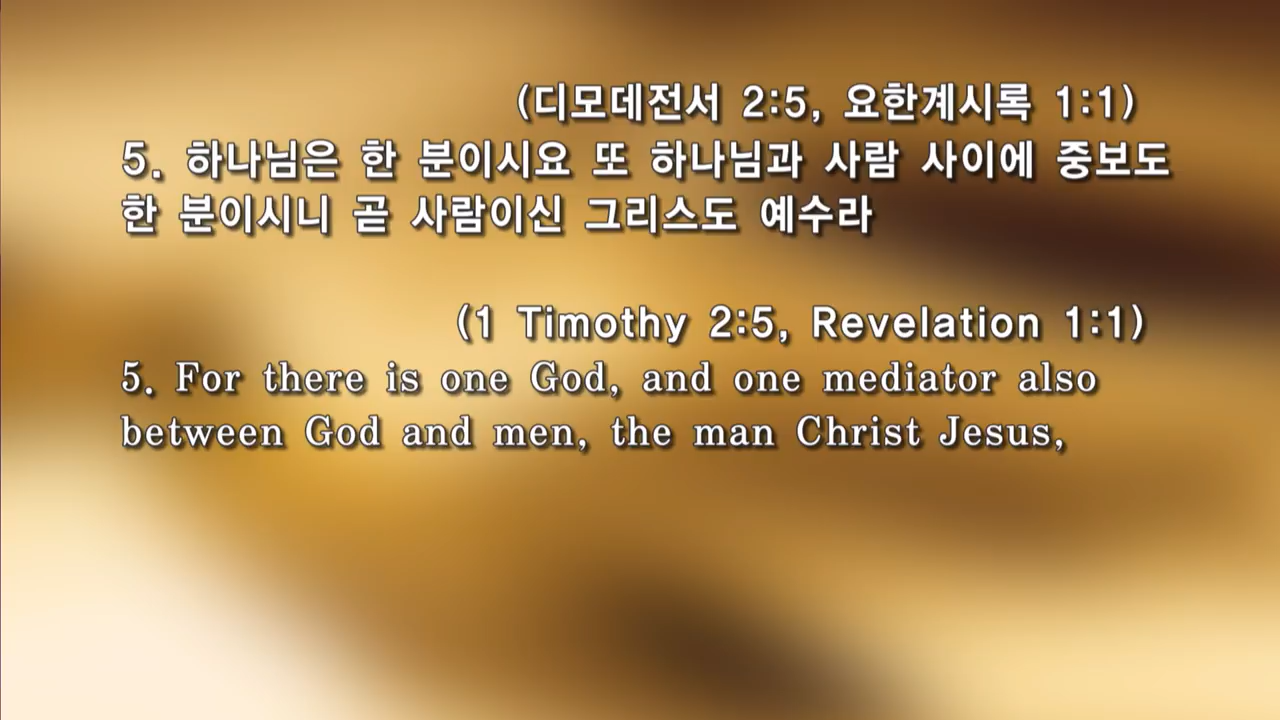 (디모데전서 2:5, 요한계시록 1:1)
5. 하나님은 한 분이시요 또 하나님과 사람 사이에 중보도
한 분이시니 곧 사람이신 그리스도 예수라
(1 Timothy 2:5, Revelation 1:1)
5. For there is one God, and one mediator also
between God and men, the man Christ Jesus,